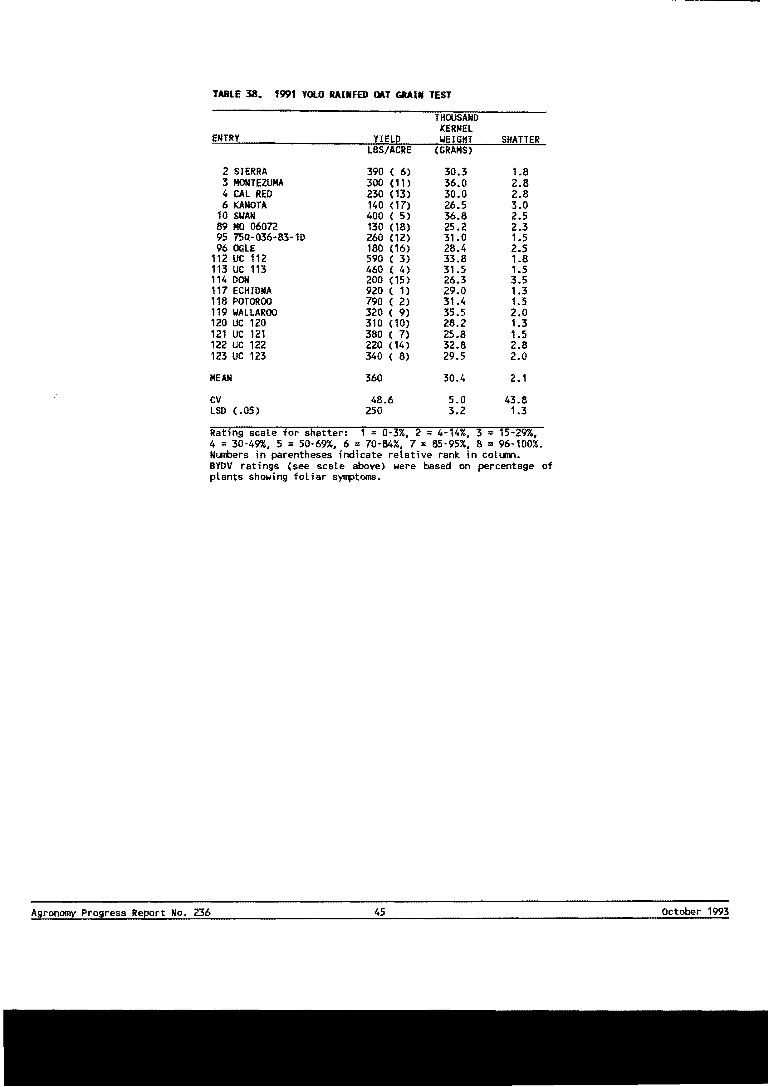 TABLE 38. 1991 YOLO RAINFED OAT GRAIN TEST
THOUSAND
KERNEL
ENTRY YIELD WEIGHT SHATTER
LBS/ACRE (GRAMS)
2 SIERRA 390 ( 6) 30.3 1.8
3 MONTEZUMA 300 (11) 36.0 2.8
4 CAL RED 230 (13) 30.0 2.8
6 KANOTA 140 (17) 26.5 3.0
10 SWAN 400 ( 5) 36.8 2.5
89 MO 06072 130 (18) 25.2 2.3
95 75Q-036-83-1D 260 (12) 31.0 1.5
96 OGLE 180 (16) 28.4 2.5
112 UC 112 590 ( 3) 33.8 1.8
113 UC 113 460 ( 4) 31.5 1.5
114 DON 200 (15) 26.3 3.5
117 ECHIDNA 920 ( 1) 29.0 1.3
118 POTOROO 790 ( 2) 31.4 1.5
119 WALLAROO 320 ( 9) 35.5 2.0
120 UC 120 310 (10) 28.2 1.3
121 UC 121 380 ( 7) 25.8 1.5
122 UC 122 220 (14) 32.8 2.8
123 UC 123 340 ( 8) 29.5 2.0
MEAN 360 30.4 2.1
CV 48.6 5.0 43.8
LSD (.05) 250 3.2 1.3
Rating scale for shatter: 1 = 0-3%, 2 = 4-14%, 3 = 15-29%,
4 = 30-49%, 5 = 50-69%, 6 = 70-84%, 7 = 85-95%, 8 = 96-100%.
Numbers in parentheses indicate relative rank in column.
BYDV ratings (see scale above) were based on percentage of
plants showing foliar symptoms.
Agronomy Progress Report No. 236 45 October 1993